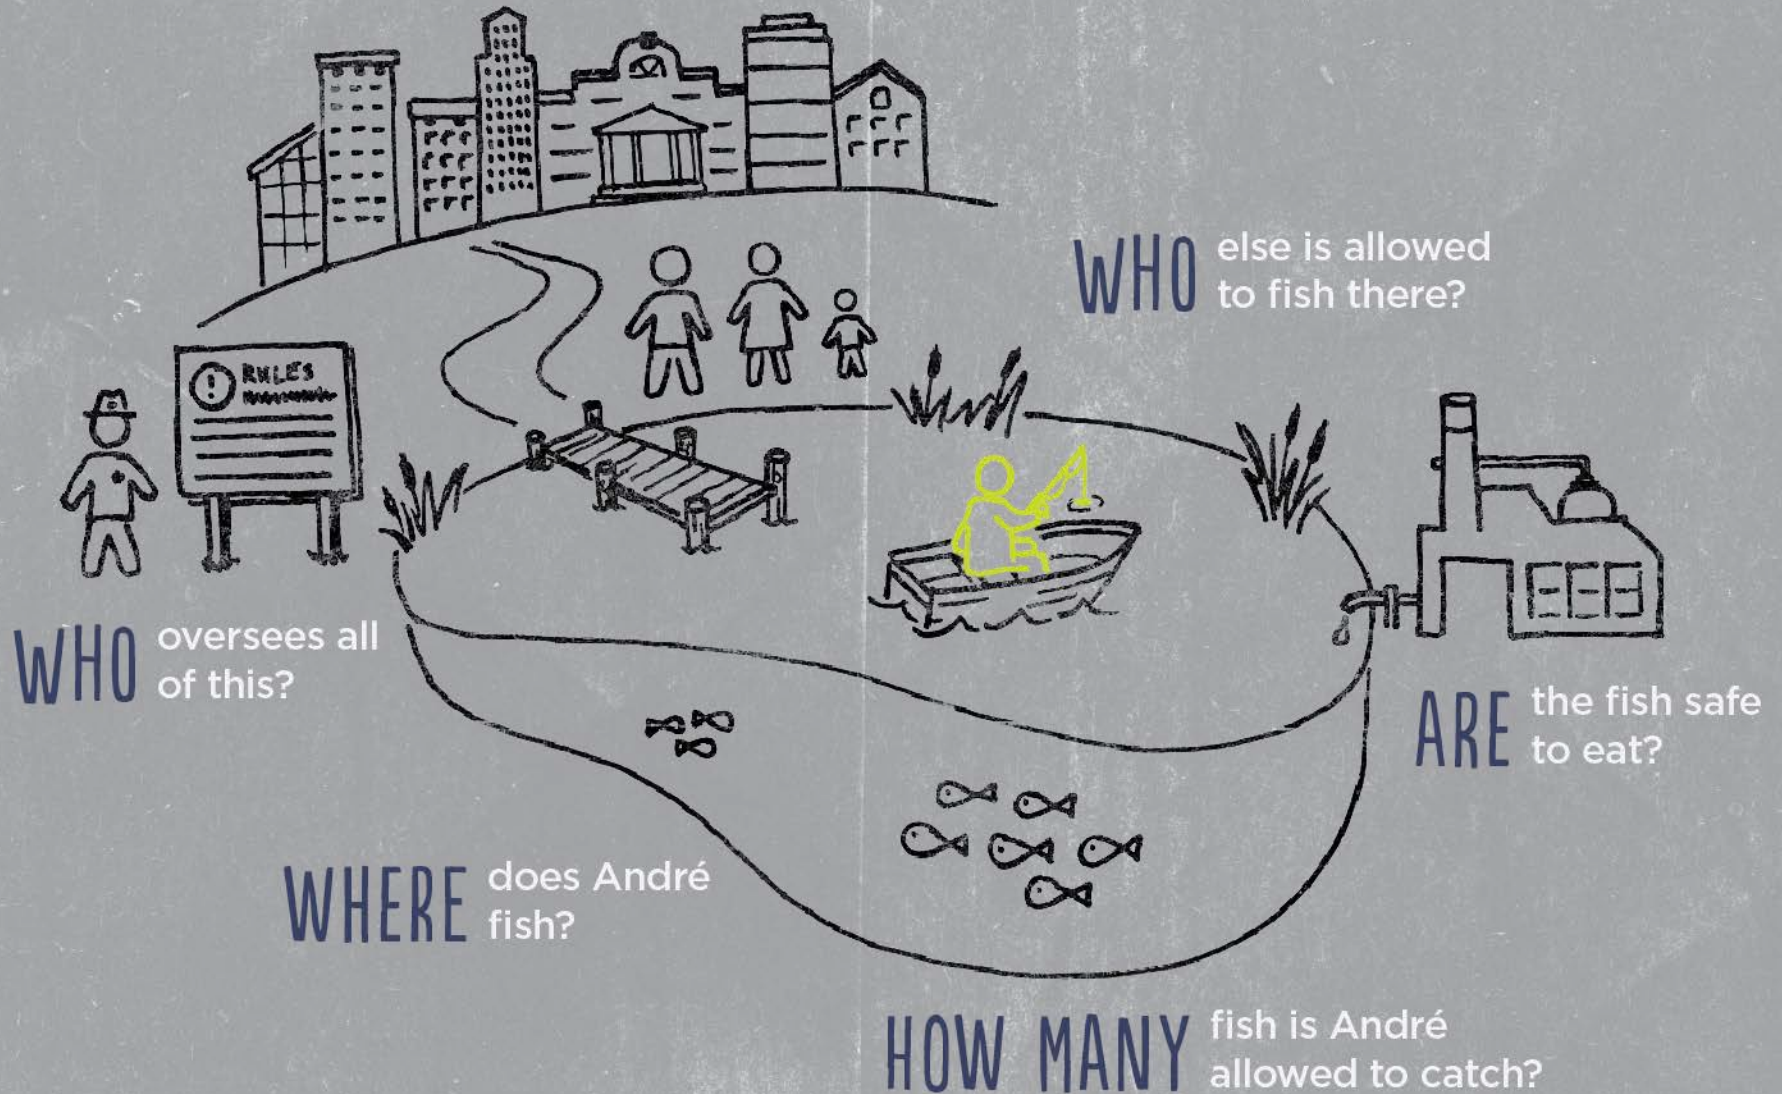 WHO else is allowed
to fish there?
! RULES
WHO oversees all
of this?
ARE the fish safe
to eat?
WHERE does André
fish?
HOW MANY fish is André
allowed to catch?